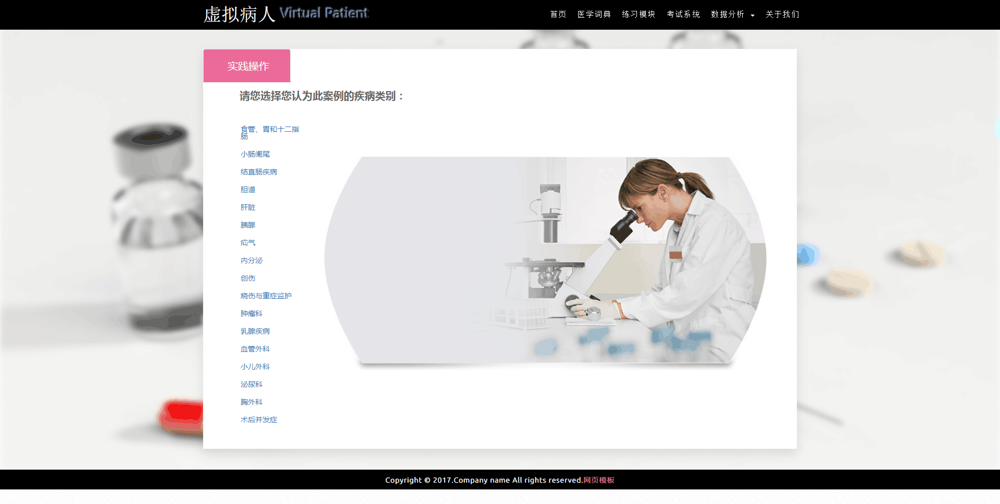 虚拟病人 Virtual Patient
首页 医学词典 练习模块 考试系统 数据分析 关于我们
实践操作
请您选择您认为此案例的疾病类别：
食管、胃和十二指
肠
小肠阑尾
结直肠疾病
胆道
肝脏
胰腺
疝气
内分泌
创伤
烧伤与重症监护
肿瘤科
乳腺疾病
血管外科
小儿外科
泌尿科
胸外科
术后并发症
Copyright © 2017.Company name All rights reserved.网页模板